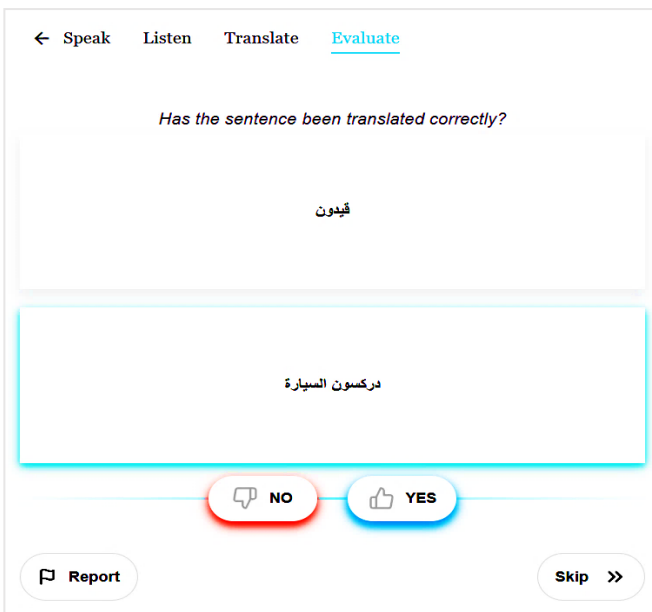 ← Speak Listen Translate Evaluate
Has the sentence been translated correctly?
قيدون
دركسون السيارة
NO YES
Report Skip